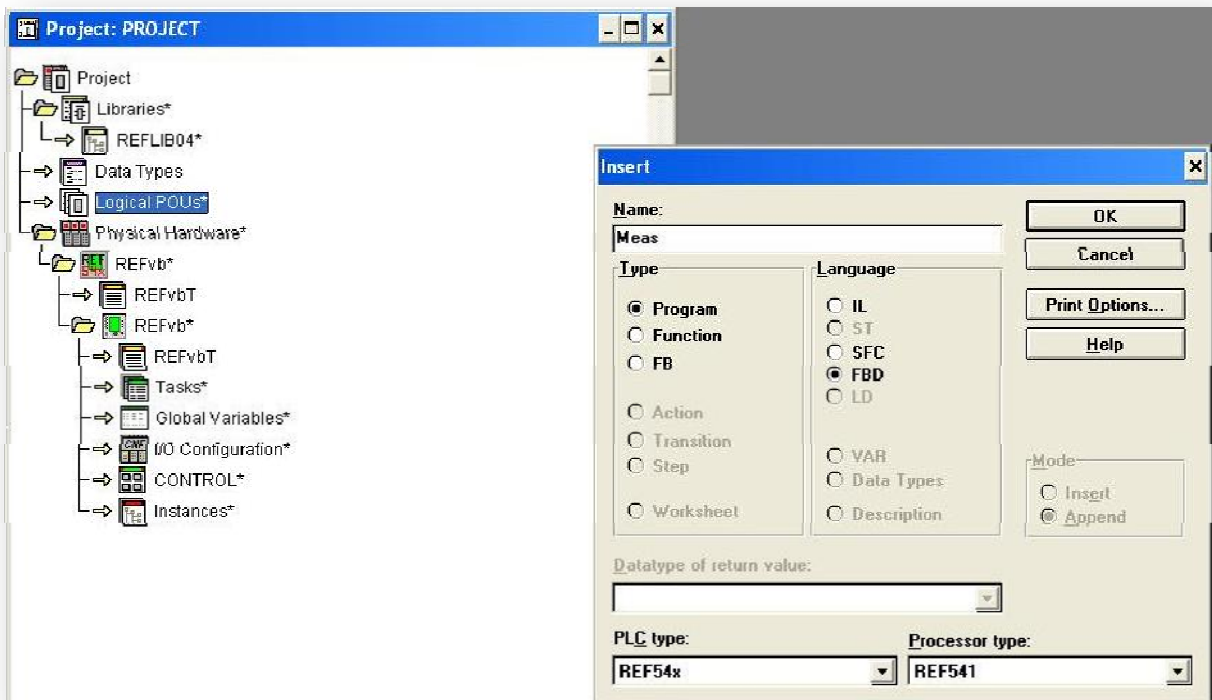 Project: PROJECT
Project
Libraries*
REFLIB04*
Data Types
Logical POUs*
Physical Hardware*
REFvb*
REFvbT
REFvb*
REFvbT
Tasks*
Global Variables*
I/O Configuration*
CONTROL*
Instances*
Insert
Name:
Meas
OK
Cancel
Print Options...
Help
Type
Program
Function
FB
Action
Transition
Step
Worksheet
Language
IL
ST
SFC
FBD
LD
VAR
Data Types
Description
Mode
Insert
Append
Datatype of return value:
PLC type:
REF54x
Processor type:
REF541